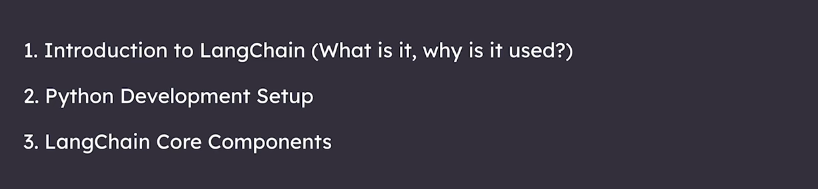 1. Introduction to LangChain (What is it, why is it used?)
2. Python Development Setup
3. LangChain Core Components